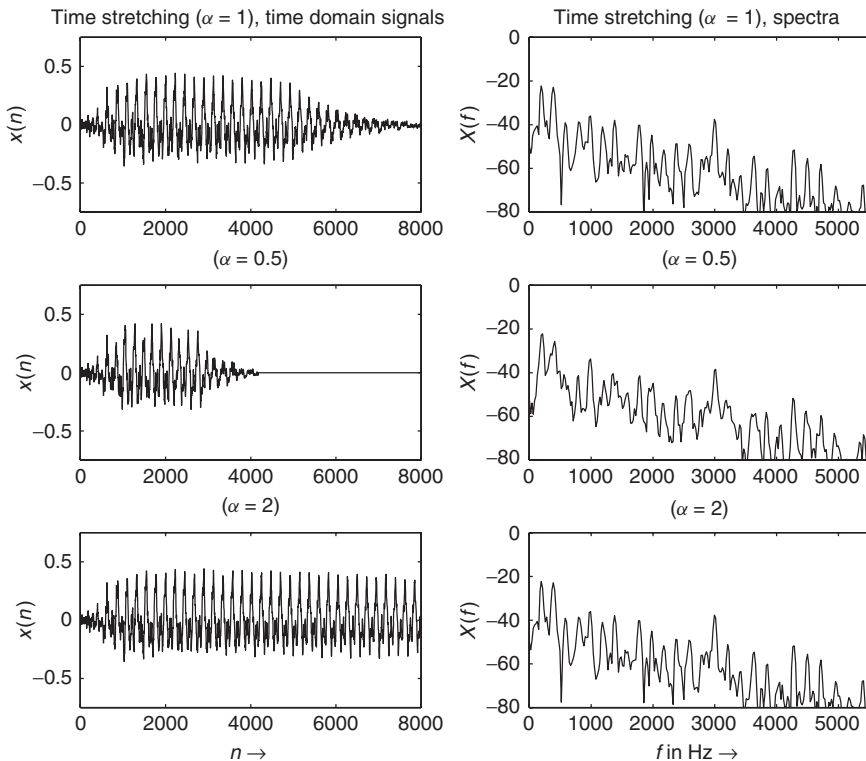 Time stretching (α = 1), time domain signals
Time stretching (α = 1), spectra
0.5
0
−0.5
x(n)
0 2000 4000 6000 8000
0
−20
−40
−60
−80
X(f)
0 1000 2000 3000 4000 5000
(α = 0.5)
(α = 0.5)
0.5
0
−0.5
x(n)
0 2000 4000 6000 8000
0
−20
−40
−60
−80
X(f)
0 1000 2000 3000 4000 5000
(α = 2)
(α = 2)
0.5
0
−0.5
x(n)
0 2000 4000 6000 8000
n →
0
−20
−40
−60
−80
X(f)
0 1000 2000 3000 4000 5000
f in Hz →